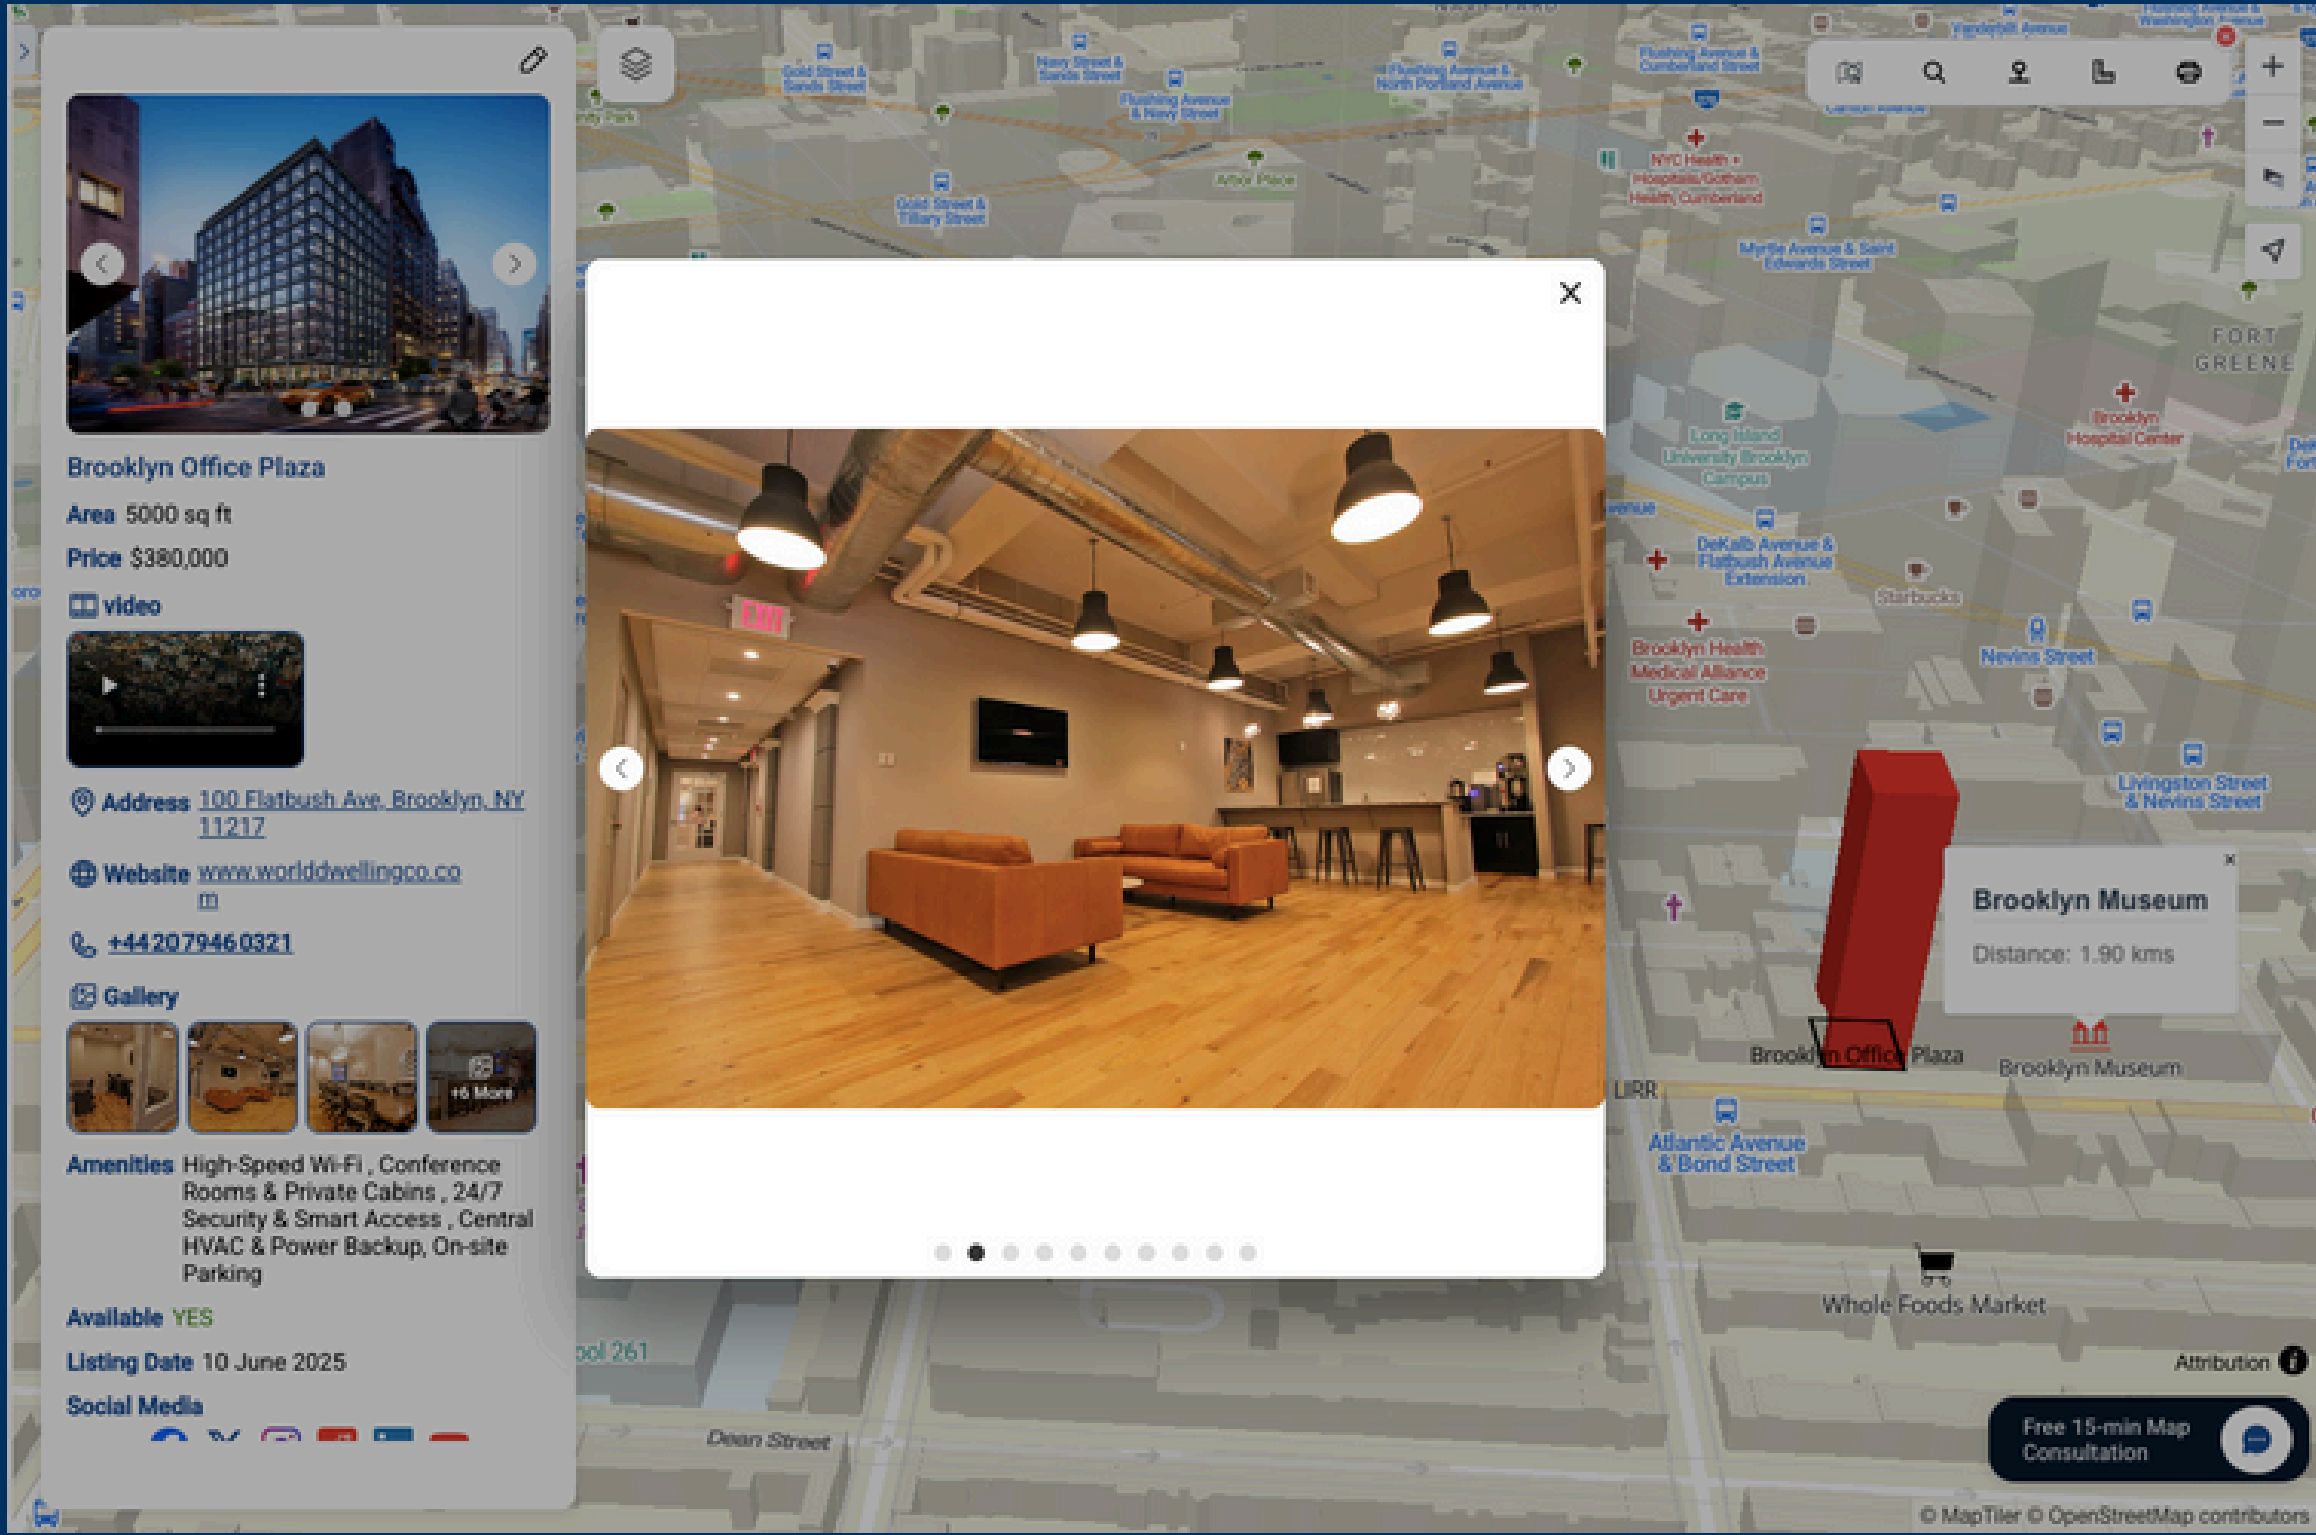 Brooklyn Office Plaza
Area 5000 sq ft
Price $380,000
video
Address 100 Flatbush Ave, Brooklyn, NY
11217
Website www.worlddwellingco.co
m
+442079460321
Gallery
+6 More
Amenities High-Speed Wi-Fi , Conference
Rooms & Private Cabins , 24/7
Security & Smart Access , Central
HVAC & Power Backup, On-site
Parking
Available YES
Listing Date 10 June 2025
Social Media
EXIT
Gold Street &
Sands Street
Navy Street &
Sands Street
Flushing Avenue
& Navy Street
Flushing Avenue &
North Portland Avenue
Flushing Avenue &
Cumberland Street
Vanderbilt Avenue
Washington Avenue
Arbor Place
Gold Street &
Tillary Street
NYC Health +
Hospitals/Gotham
Health, Cumberland
Myrtle Avenue & Saint
Edwards Street
FORT
GREENE
Brooklyn
Hospital Center
Long Island
University Brooklyn
Campus
DeKalb Avenue &
Flatbush Avenue
Extension
Starbucks
Brooklyn Health
Medical Alliance
Urgent Care
Nevins Street
Livingston Street
& Nevins Street
Brooklyn Museum
Distance: 1.90 kms
Brooklyn Office Plaza
Brooklyn Museum
LIRR
Atlantic Avenue
& Bond Street
Whole Foods Market
ool 261
Dean Street
Attribution
Free 15-min Map
Consultation
© MapTiler © OpenStreetMap contributors